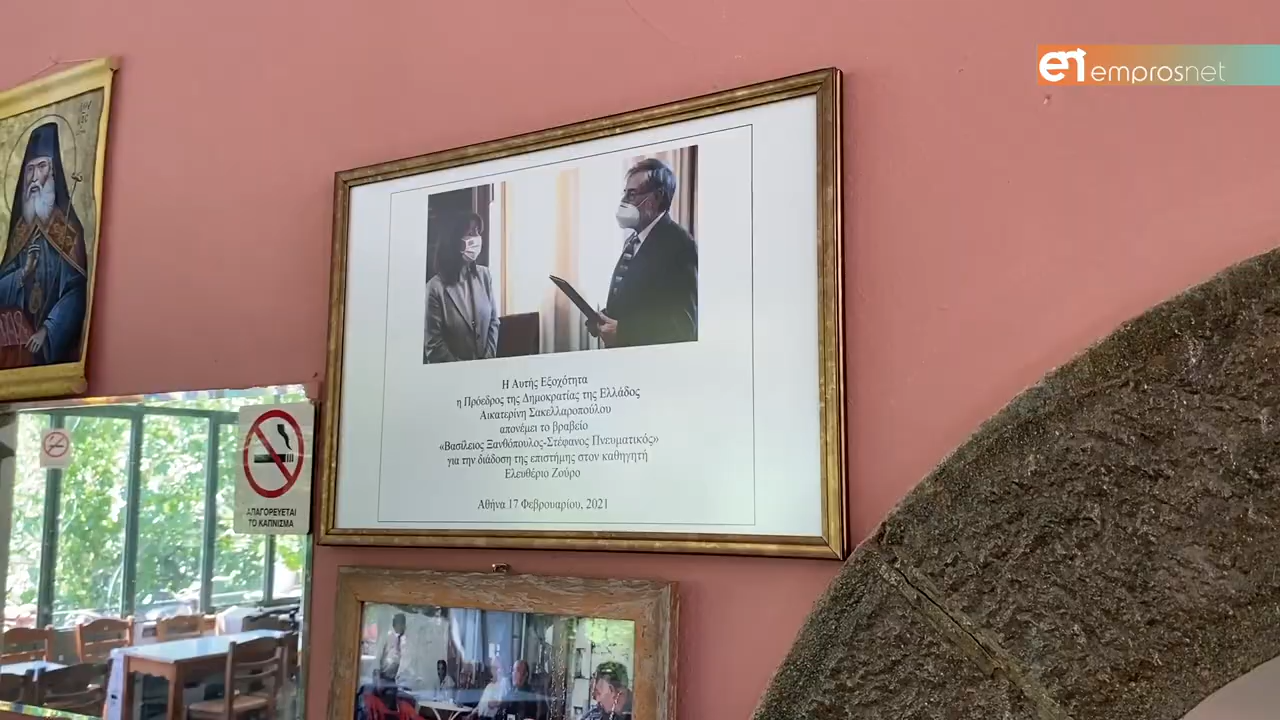 en emprosnet
Η Αυτής Εξοχότητα
η Πρόεδρος της Δημοκρατίας της Ελλάδος
Αικατερίνη Σακελλαροπούλου
απονέμει το βραβείο
«Βασίλειος Ξανθόπουλος-Στέφανος Πνευματικός»
για την διάδοση της επιστήμης στον καθηγητή
Ελευθέριο Ζούρο
Αθήνα 17 Φεβρουαρίου, 2021
ΑΠΑΓΟΡΕΥΕΤΑΙ
ΤΟ ΚΑΠΝΙΣΜΑ